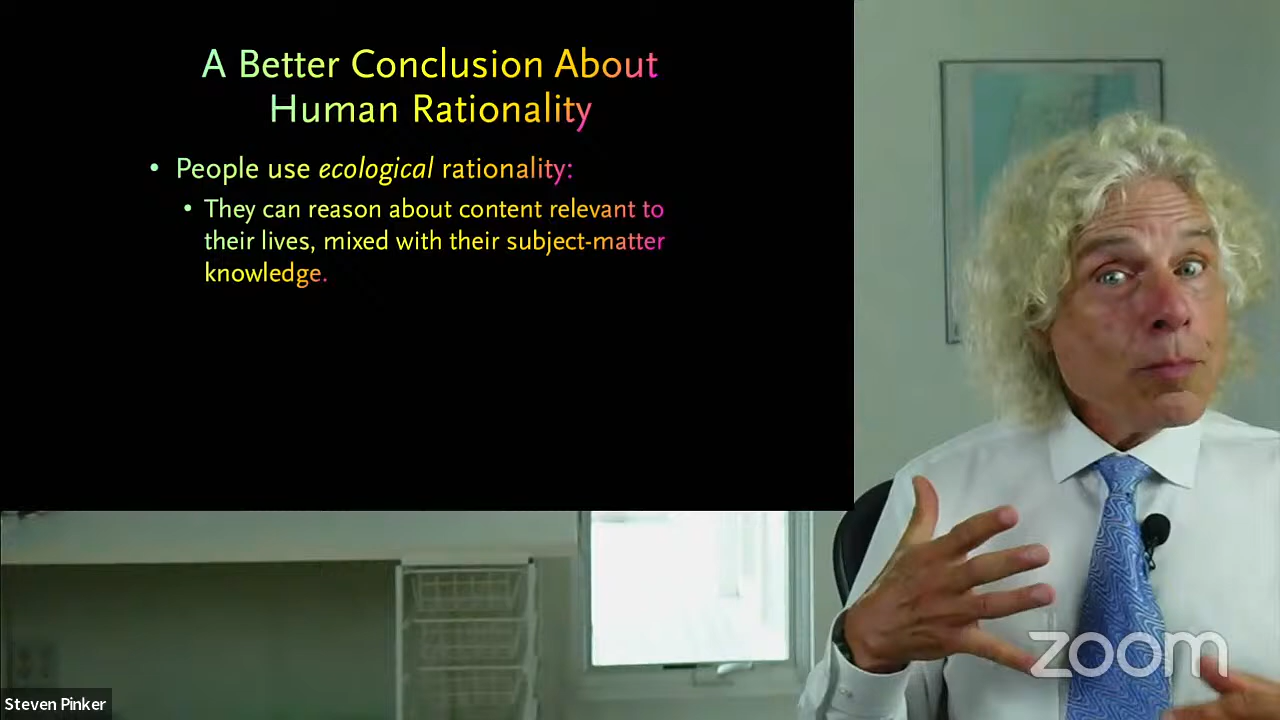 A Better Conclusion About
Human Rationality
• People use ecological rationality:
• They can reason about content relevant to
their lives, mixed with their subject-matter
knowledge.
zoom
Steven Pinker